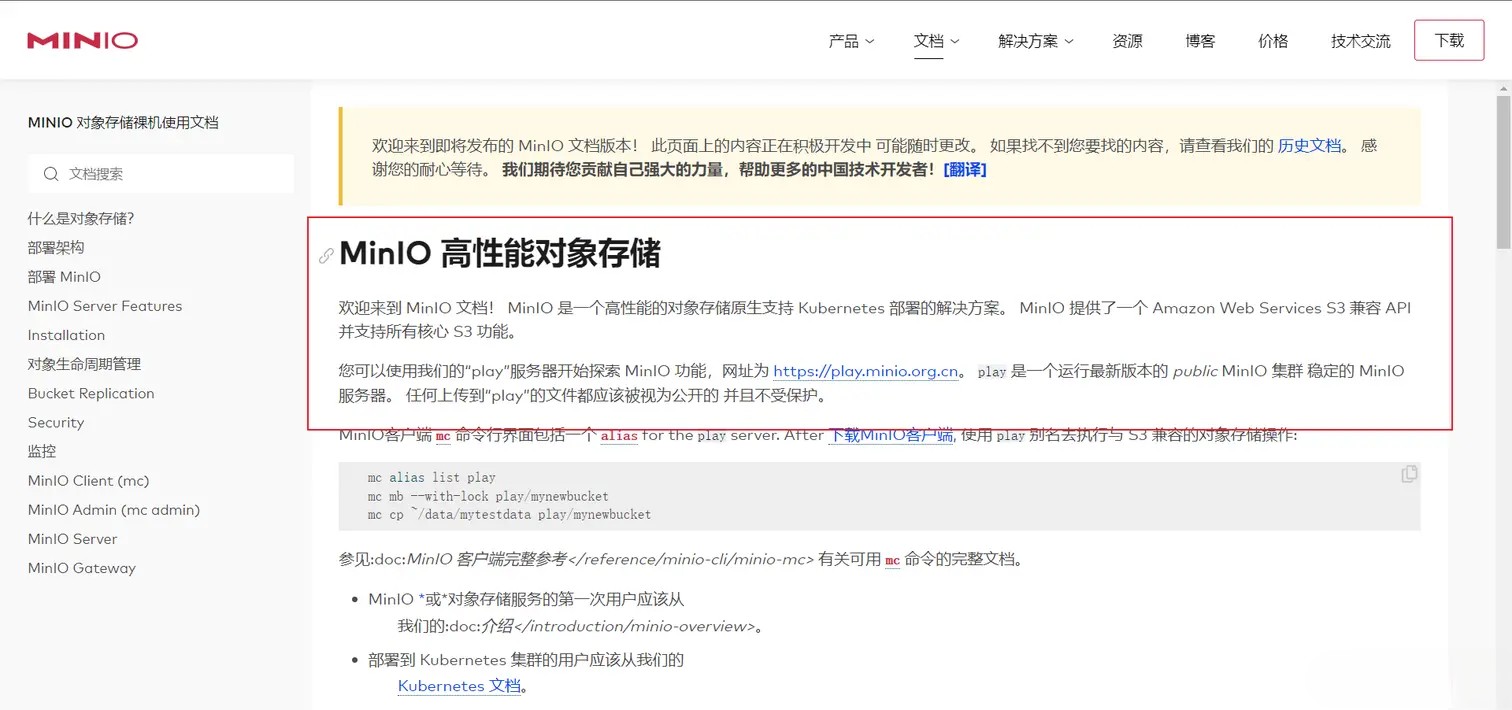 MINIO
产品 文档 解决方案 资源 博客 价格 技术交流 下载
MINIO 对象存储裸机使用文档
文档搜索
什么是对象存储?
部署架构
部署 MinIO
MinIO Server Features
Installation
对象生命周期管理
Bucket Replication
Security
监控
MinIO Client (mc)
MinIO Admin (mc admin)
MinIO Server
MinIO Gateway
欢迎来到即将发布的 MinIO 文档版本！ 此页面上的内容正在积极开发中 可能随时更改。 如果找不到您要找的内容，请查看我们的 历史文档。 感
谢您的耐心等待。 我们期待您贡献自己强大的力量，帮助更多的中国技术开发者！[翻译]
MinIO 高性能对象存储
欢迎来到 MinIO 文档！ MinIO 是一个高性能的对象存储原生支持 Kubernetes 部署的解决方案。 MinIO 提供了一个 Amazon Web Services S3 兼容 API
并支持所有核心 S3 功能。
您可以使用我们的“play”服务器开始探索 MinIO 功能，网址为 https://play.minio.org.cn。 play 是一个运行最新版本的 public MinIO 集群 稳定的 MinIO
服务器。 任何上传到“play”的文件都应该被视为公开的 并且不受保护。
MinIO客户端 mc 命令行界面包括一个 alias for the play server. After 下载MinIO客户端, 使用 play 别名去执行与 S3 兼容的对象存储操作:
mc alias list play
mc mb --with-lock play/mynewbucket
mc cp ~/data/mytestdata play/mynewbucket
参见:doc:MinIO 客户端完整参考</reference/minio-cli/minio-mc> 有关可用 mc 命令的完整文档。
• MinIO *或*对象存储服务的第一次用户应该从
我们的:doc:介绍</introduction/minio-overview>。
• 部署到 Kubernetes 集群的用户应该从我们的
Kubernetes 文档。